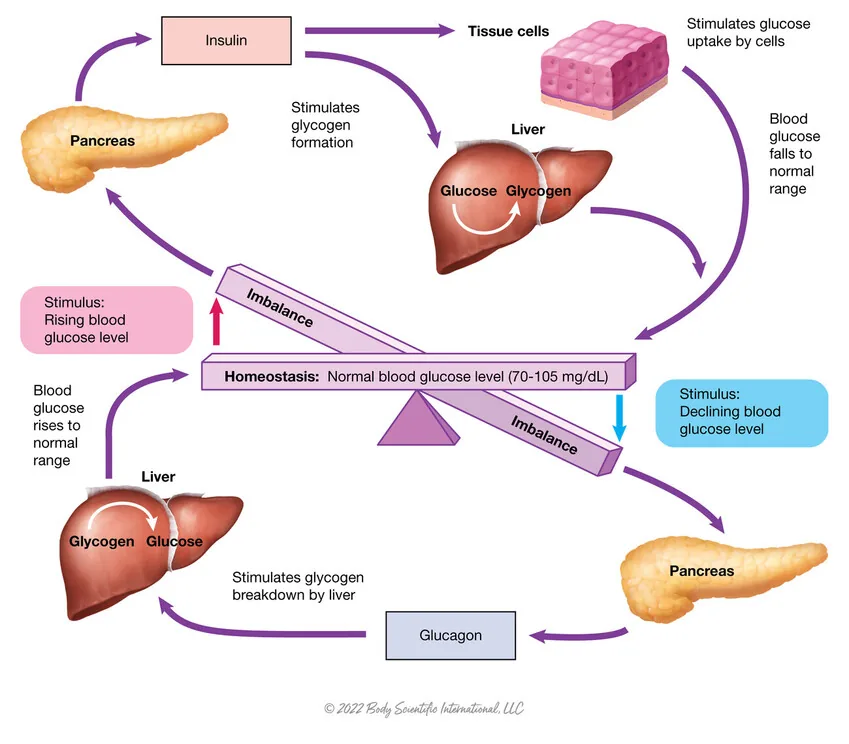 Insulin
Tissue cells
Stimulates glucose
uptake by cells
Stimulates
glycogen
formation
Pancreas
Liver
Glucose Glycogen
Blood
glucose
falls to
normal
range
Imbalance
Stimulus:
Rising blood
glucose level
Homeostasis: Normal blood glucose level (70-105 mg/dL)
Stimulus:
Declining blood
glucose level
Imbalance
Blood
glucose
rises to
normal
range
Liver
Glycogen Glucose
Pancreas
Stimulates glycogen
breakdown by liver
Glucagon
© 2022 Body Scientific International, LLC